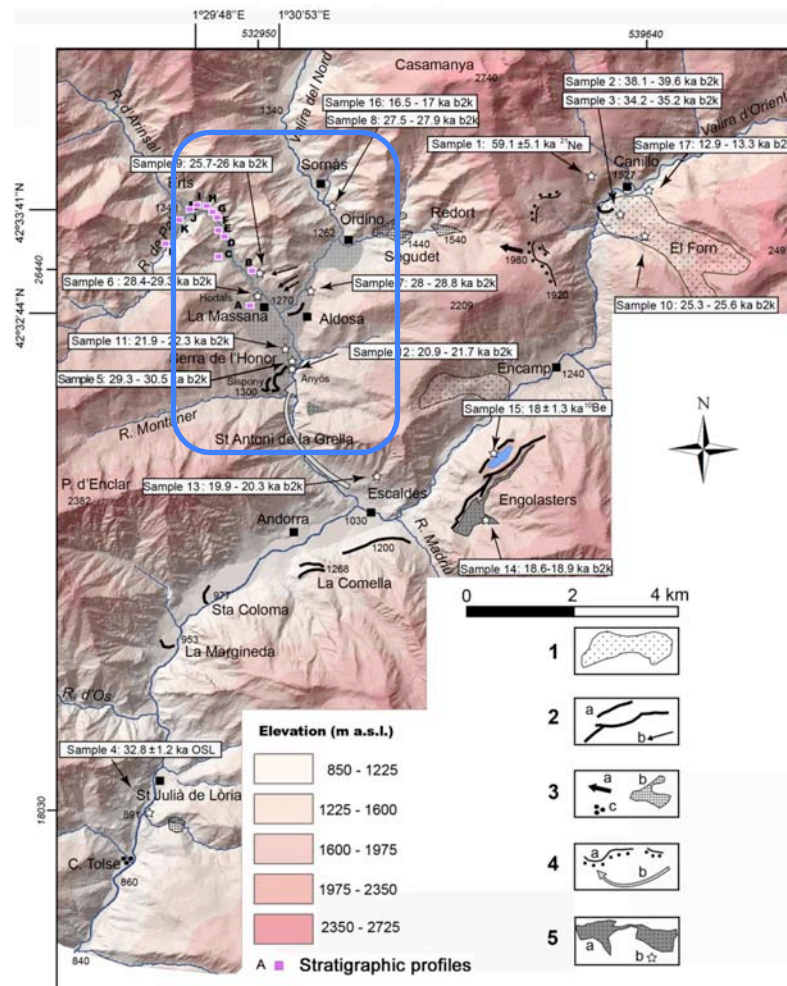 1°29'48''E
1°30'53''E
532950
539640
Casamanya
2740
Sample 2 : 38.1 - 39.6 ka b2k
Sample 3 : 34.2 - 35.2 ka b2k
R. d'Arinsal
1340
Valira del Nord
Sample 16: 16.5 - 17 ka b2k
Sample 8: 27.5 - 27.9 ka b2k
Valira d'Orient
Sample 1: 59.1 ±5.1 ka ²¹Ne
Sample 17: 12.9 - 13.3 ka b2k
Sample 9: 25.7-26 ka b2k
Sornàs
Canillo
1527
Erts
I
H
G
J
F
E
K
D
C
B
L
A
42°33'41''N
Ordino
1262
Redort
1440
1540
Segudet
El Forn
1980
26440
Sample 6 : 28.4-29.3 ka b2k
Hortals
1270
Sample 7: 28 - 28.8 ka b2k
1920
Sample 10: 25.3 - 25.6 ka b2k
42°32'44''N
La Massana
Aldosa
2209
Sample 11: 21.9 - 22.3 ka b2k
Serra de l'Honor
Sample 12: 20.9 - 21.7 ka b2k
Encamp
1240
Sample 5: 29.3 - 30.5 ka b2k
Sispony
1300
Anyós
R. Montaner
Sample 15: 18 ± 1.3 ka ¹⁰Be
St Antoni de la Grella
N
P. d'Enclar
2382
Sample 13: 19.9 - 20.3 ka b2k
Escaldes
Engolasters
Andorra
1030
R. Madriu
1200
Sample 14: 18.6-18.9 ka b2k
1268
La Comella
977
Sta Coloma
0 2 4 km
953
La Margineda
1
R. d'Os
2 a b
Elevation (m a.s.l.)
850 - 1225
Sample 4: 32.8 ±1.2 ka OSL
3 a b c
1225 - 1600
St Julià de Lòria
891
18030
1600 - 1975
4 a b
C. Tolse
860
1975 - 2350
2350 - 2725
5 a b
840
A Stratigraphic profiles